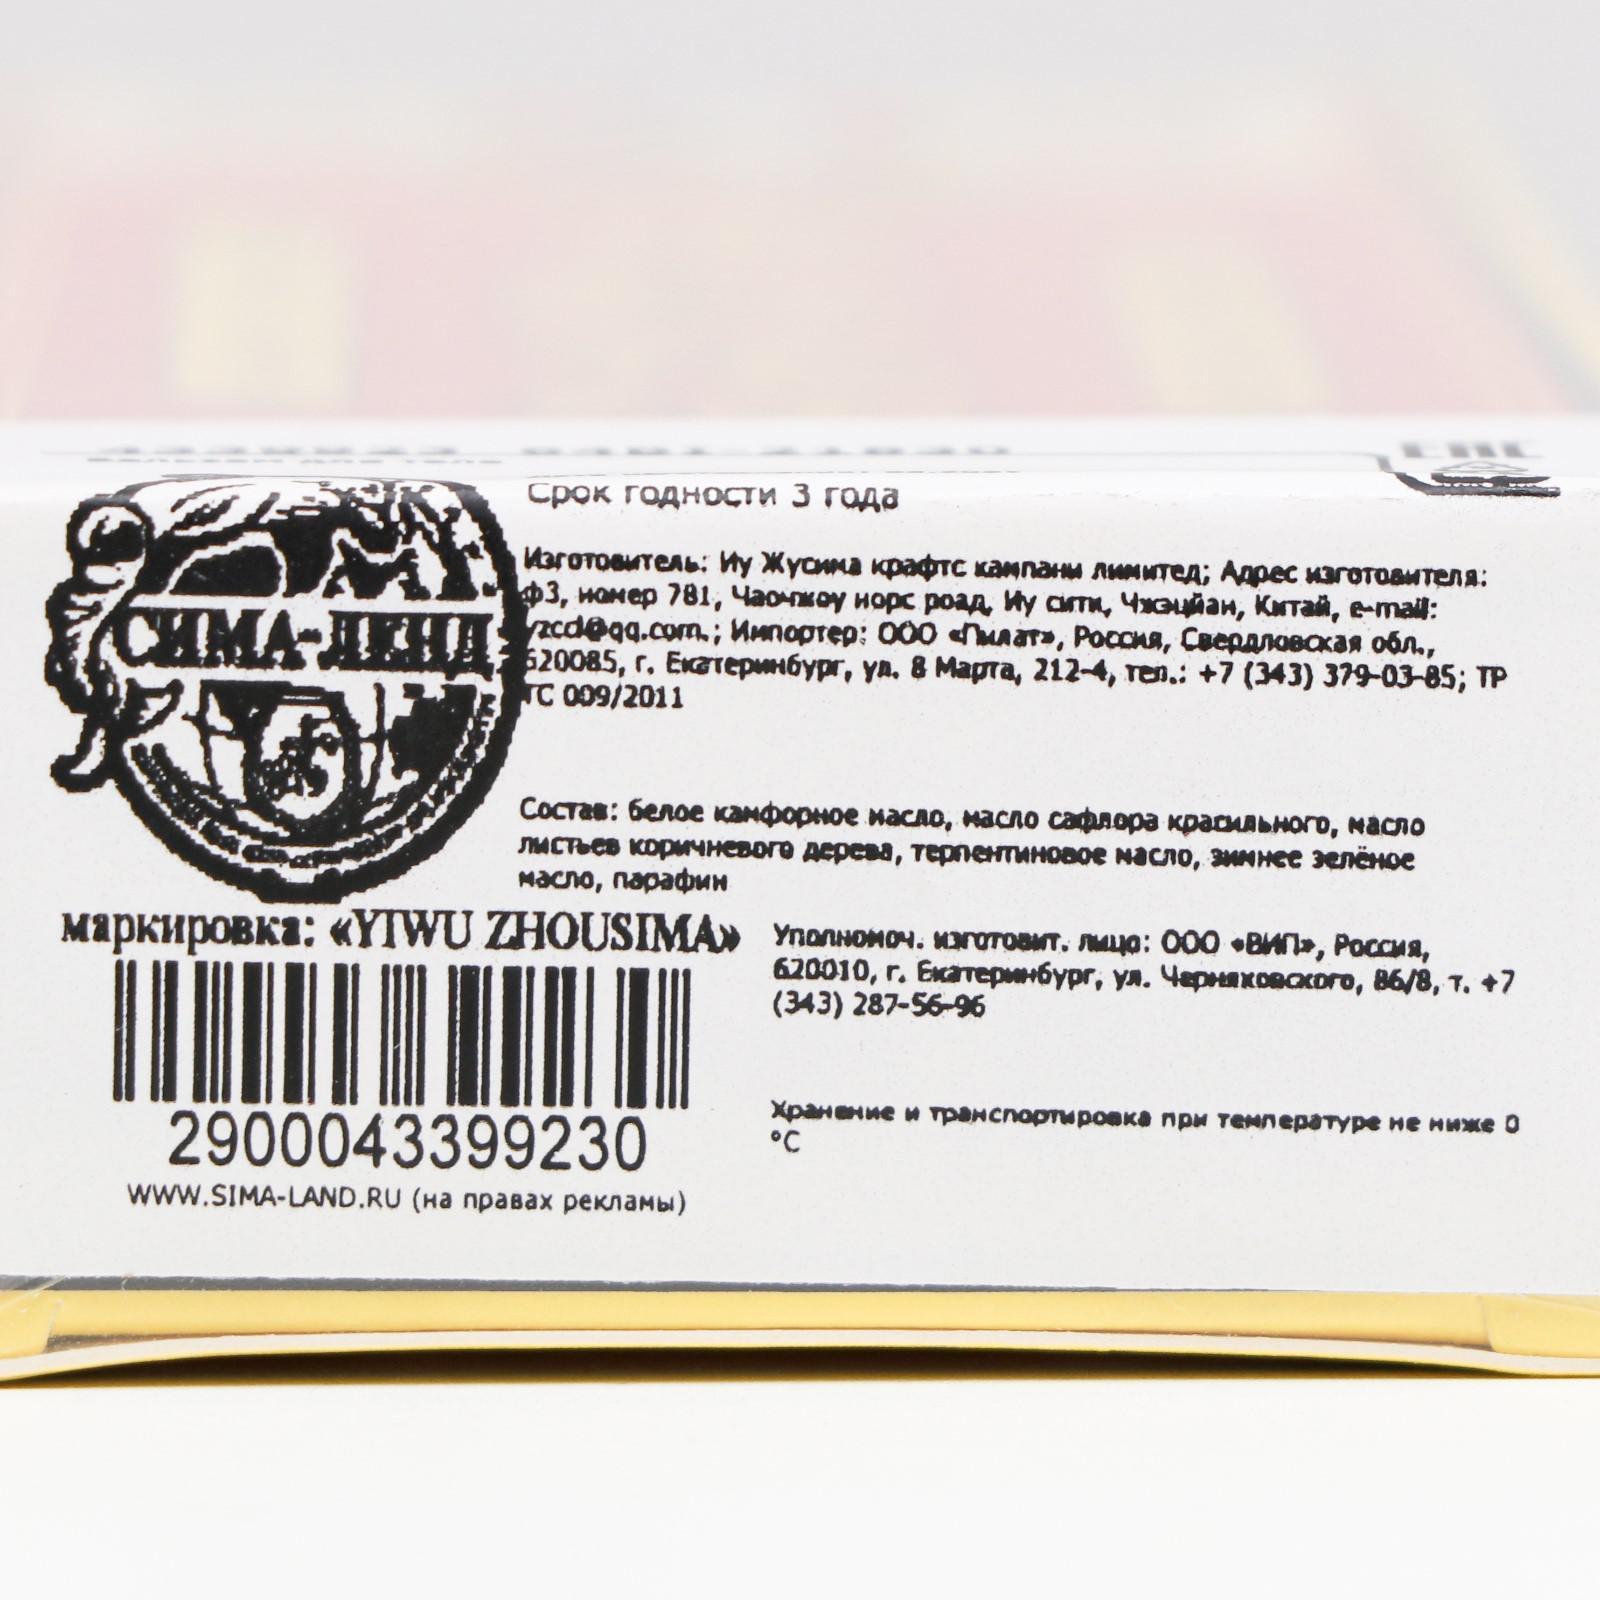 Срок годности 3 года
СИМА-ЛЕНД
Изготовитель: Иу Жусима крафтс кампани лимитед; Адрес изготовителя:
ф3, номер 781, Чаочжоу норс роад, Иу сити, Чжэцйан, Китай, e-mail:
yzccl@qq.com.; Импортер: ООО «Пилат», Россия, Свердловская обл.,
620085, г. Екатеринбург, ул. 8 Марта, 212-4, тел.: +7 (343) 379-03-85; ТР
ТС 009/2011
Состав: белое камфорное масло, масло сафлора красильного, масло
листьев коричневого дерева, терпентиновое масло, зимнее зелёное
масло, парафин
маркировка: «YIWU ZHOUSIMA»
Уполномоч. изготовит. лицо: ООО «ВИП», Россия,
620010, г. Екатеринбург, ул. Черняховского, 86/8, т. +7
(343) 287-56-96
2900043399230
WWW.SIMA-LAND.RU (на правах рекламы)
Хранение и транспортировка при температуре не ниже 0
°C